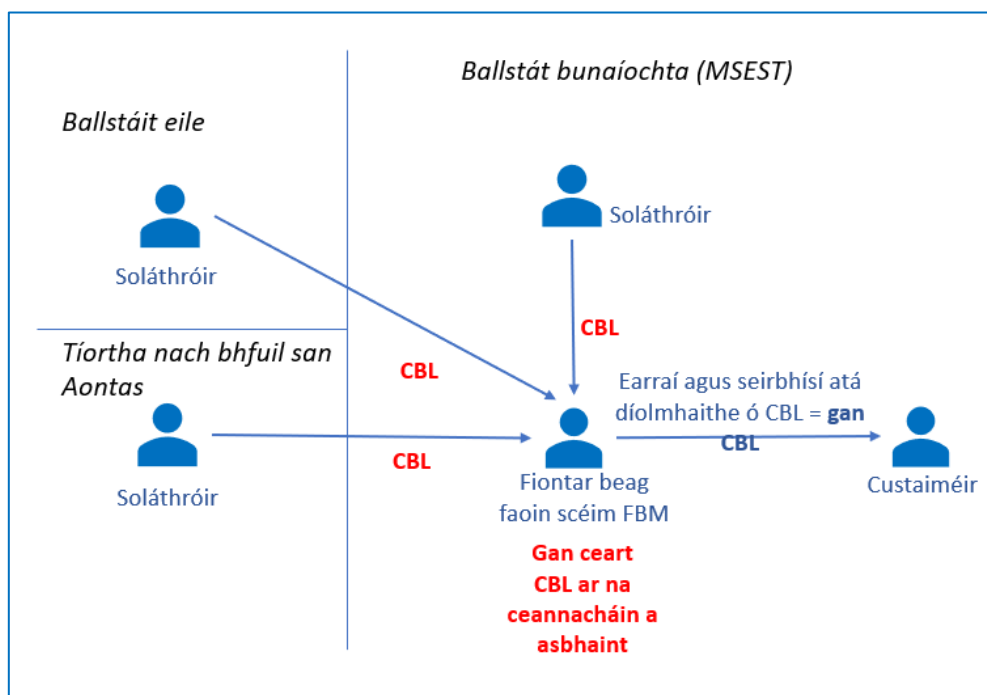 Ballstát bunaíochta (MSEST)
Ballstáit eile
Soláthróir
Soláthróir
CBL
Tíortha nach bhfuil san
Aontas
CBL
Soláthróir
CBL
Earraí agus seirbhísí atá
díolmhaithe ó CBL = gan
CBL
Fiontar beag
faoin scéim FBM
Custaiméir
Gan ceart
CBL ar na
ceannacháin a
asbhaint